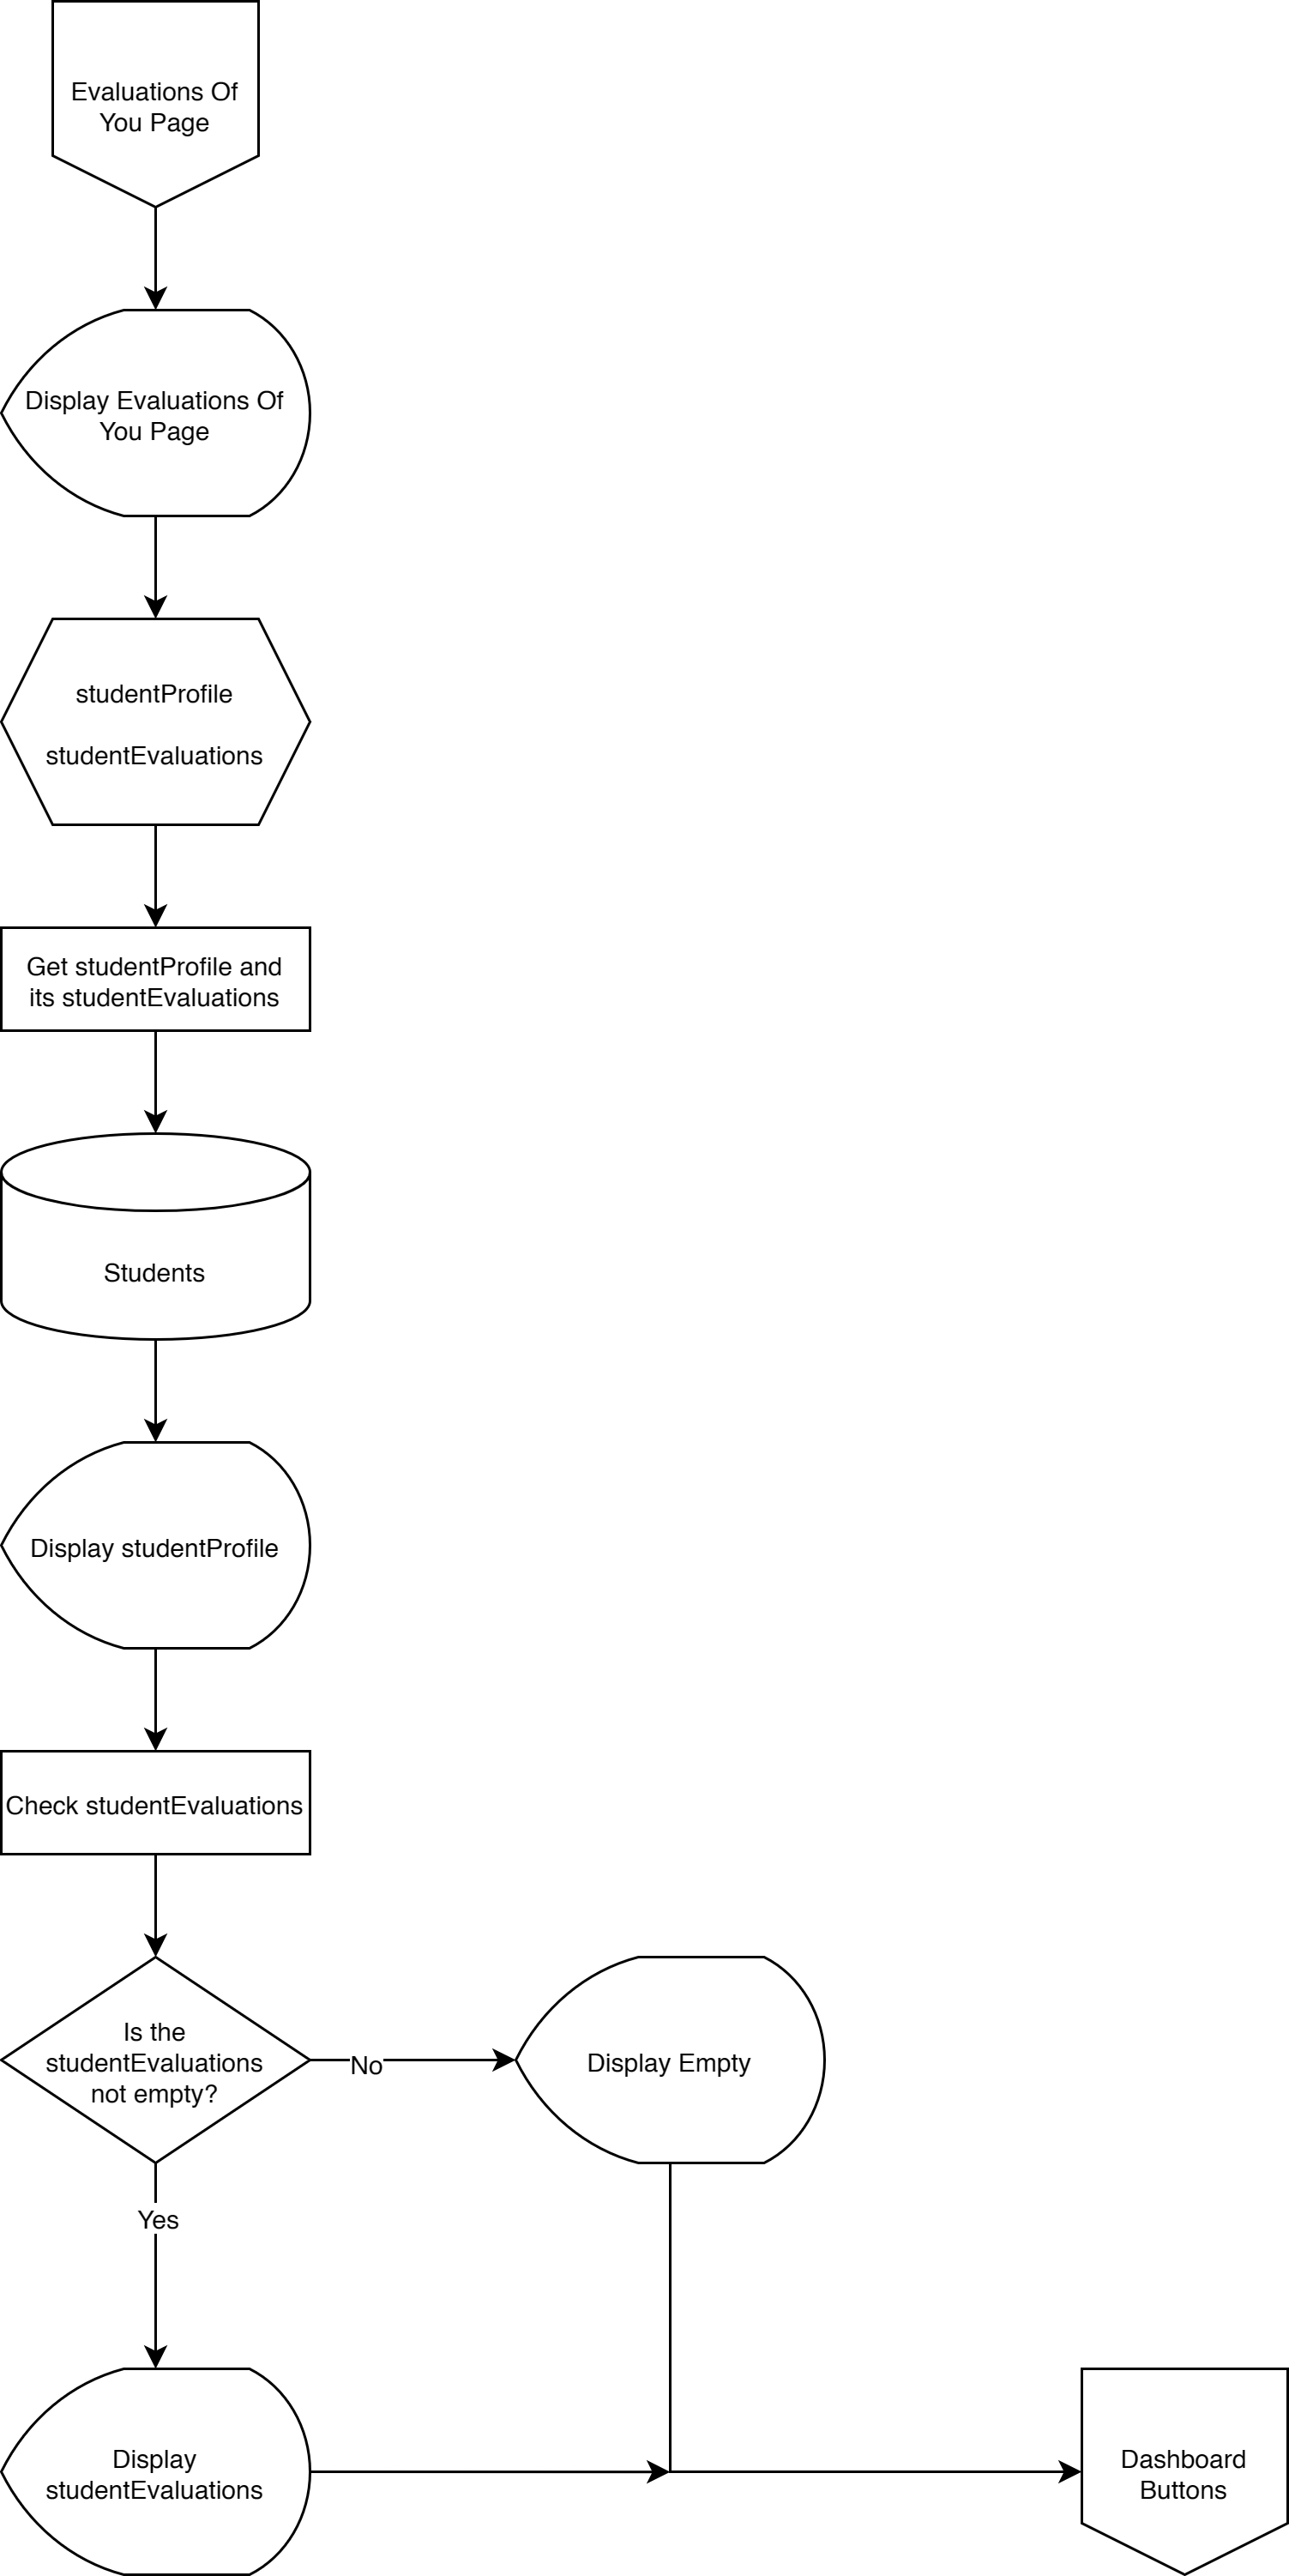 Evaluations Of
You Page
Display Evaluations Of
You Page
studentProfile
studentEvaluations
Get studentProfile and
its studentEvaluations
Students
Display studentProfile
Check studentEvaluations
Is the
studentEvaluations
not empty?
No
Display Empty
Yes
Display
studentEvaluations
Dashboard
Buttons